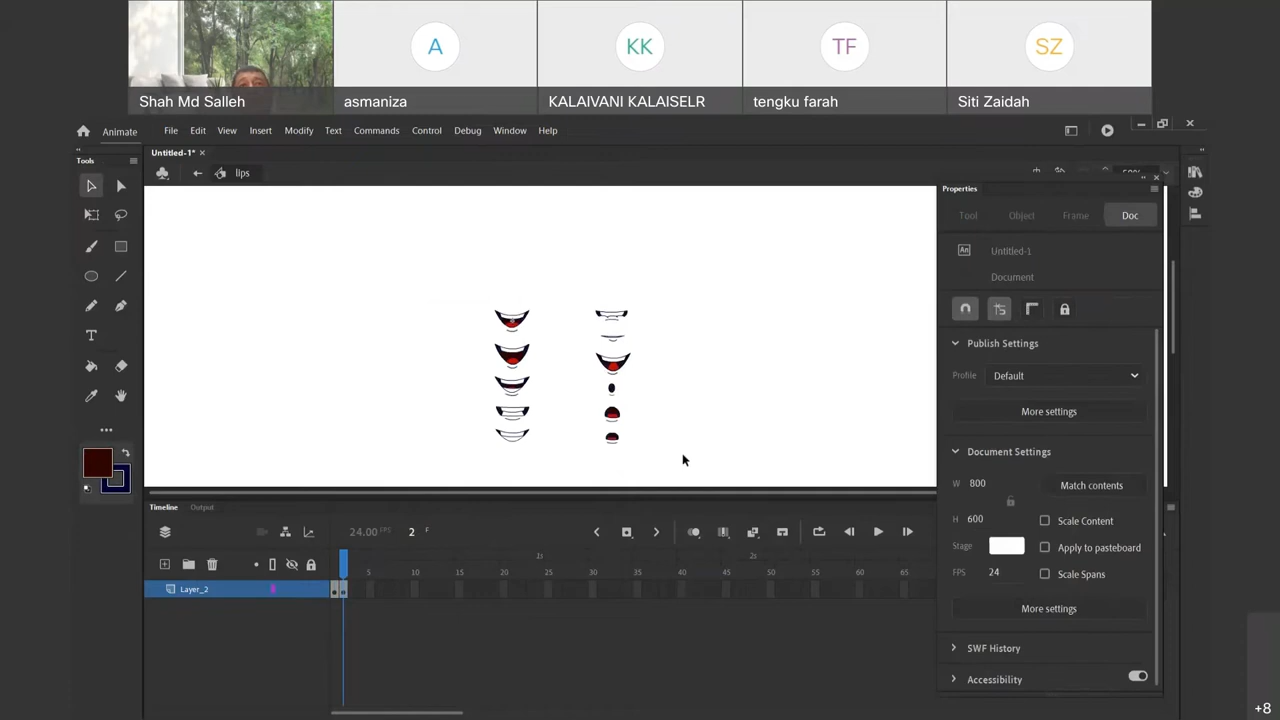 A
KK
TF
SZ
Shah Md Salleh
asmaniza
KALAIVANI KALAISELR
tengku farah
Siti Zaidah
Animate
File Edit View Insert Modify Text Commands Control Debug Window Help
Untitled-1*
Tools
lips
Properties
Tool Object Frame Doc
An
Untitled-1
Document
Publish Settings
Profile Default
More settings
Document Settings
W 800 Match contents
H 600 Scale Content
Stage Apply to pasteboard
FPS 24 Scale Spans
More settings
SWF History
Accessibility
Timeline Output
24.00 FPS 2 F
1s 2s
5 10 15 20 25 30 35 40 45 50 55 60 65
Layer_2
+8